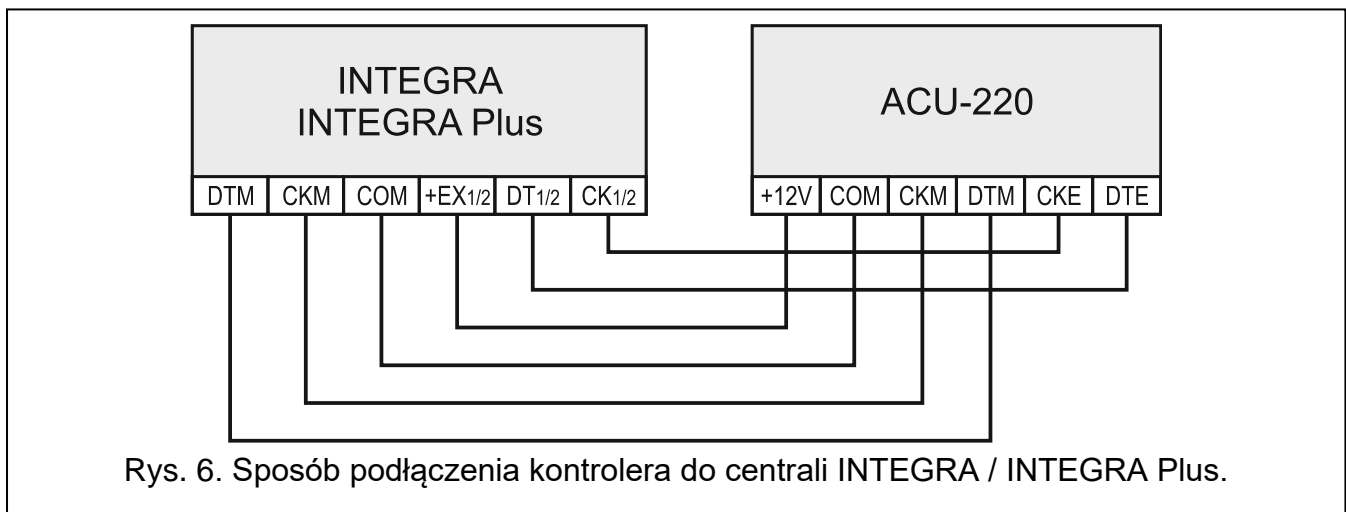 INTEGRA
INTEGRA Plus
ACU-220
DTM CKM COM +EX1/2 DT1/2 CK1/2
+12V COM CKM DTM CKE DTE
Rys. 6. Sposób podłączenia kontrolera do centrali INTEGRA / INTEGRA Plus.